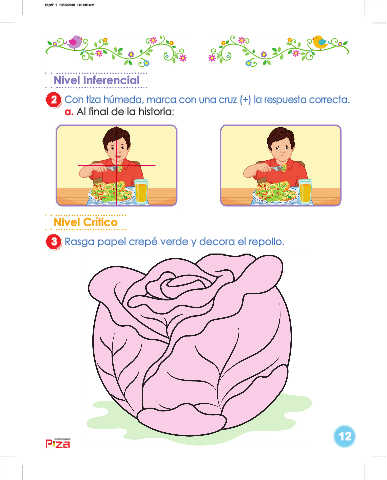 Nivel Inferencial
2 Con tiza húmeda, marca con una cruz (+) la respuesta correcta.
a. Al final de la historia:
Nivel Crítico
3 Rasga papel crepé verde y decora el repollo.
PIZA
12